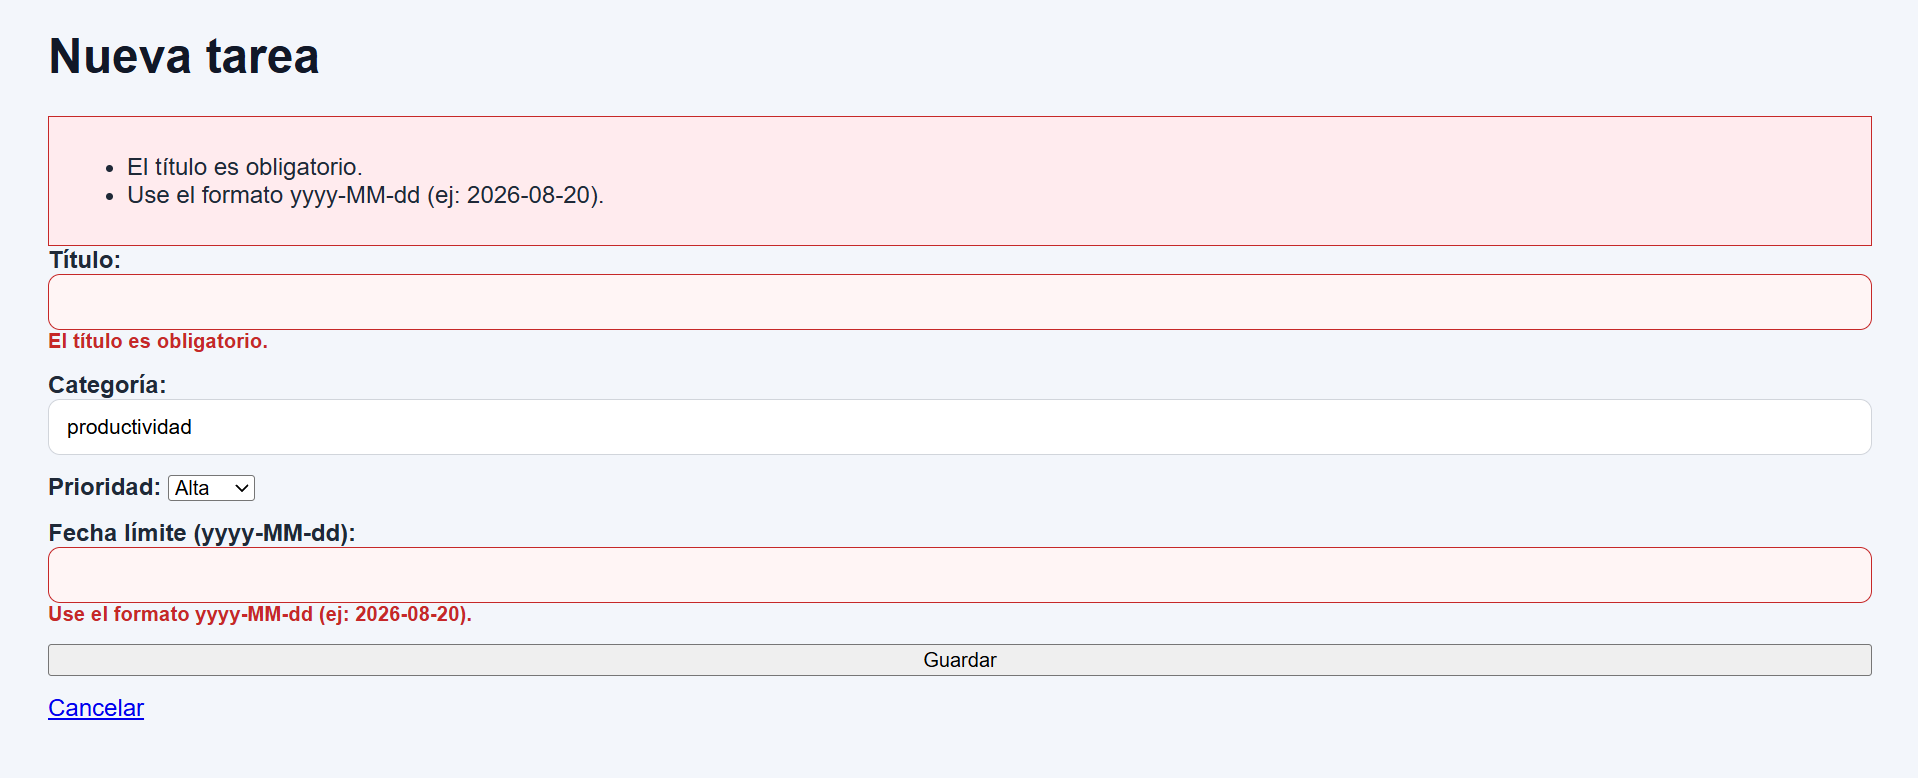 Nueva tarea
El título es obligatorio.
Use el formato yyyy-MM-dd (ej: 2026-08-20).
Título:
El título es obligatorio.
Categoría:
productividad
Prioridad: Alta
Fecha límite (yyyy-MM-dd):
Use el formato yyyy-MM-dd (ej: 2026-08-20).
Guardar
Cancelar